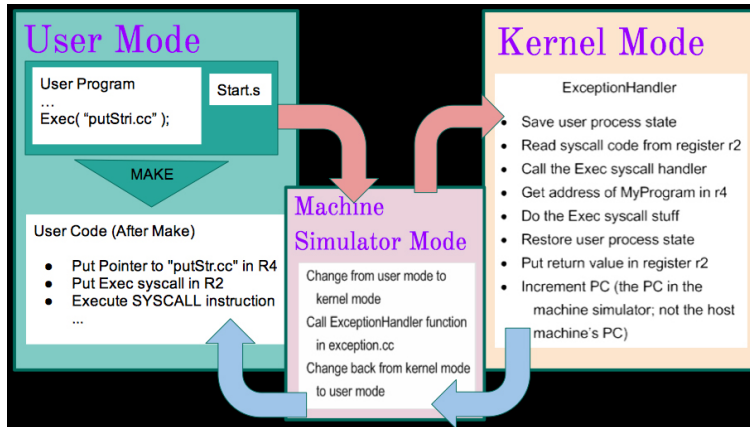 User Mode
User Program
...
Exec( "putStri.cc" );
Start.s
MAKE
User Code (After Make)
● Put Pointer to "putStr.cc" in R4
● Put Exec syscall in R2
● Execute SYSCALL instruction
...
Machine
Simulator Mode
Change from user mode to
kernel mode
Call ExceptionHandler function
in exception.cc
Change back from kernel mode
to user mode
Kernel Mode
ExceptionHandler
• Save user process state
• Read syscall code from register r2
• Call the Exec syscall handler
• Get address of MyProgram in r4
• Do the Exec syscall stuff
• Restore user process state
• Put return value in register r2
• Increment PC (the PC in the
machine simulator; not the host
machine's PC)